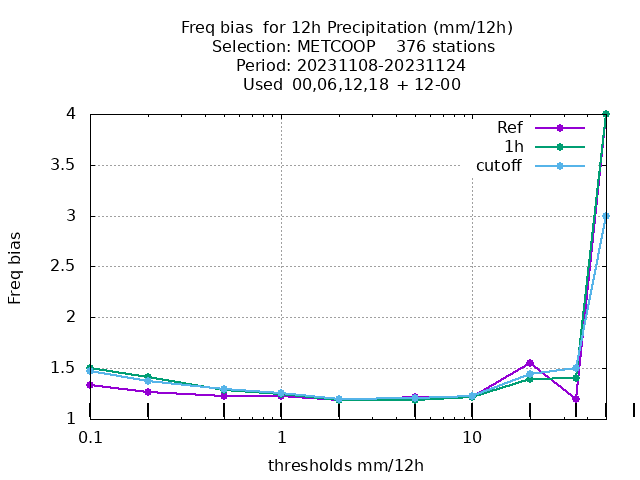 Freq bias  for 12h Precipitation (mm/12h)
Selection: METCOOP    376 stations
Period: 20231108-20231124
Used  00,06,12,18  + 12-00
Ref
1h
cutoff
Freq bias
4
3.5
3
2.5
2
1.5
1
0.1 1 10
thresholds mm/12h